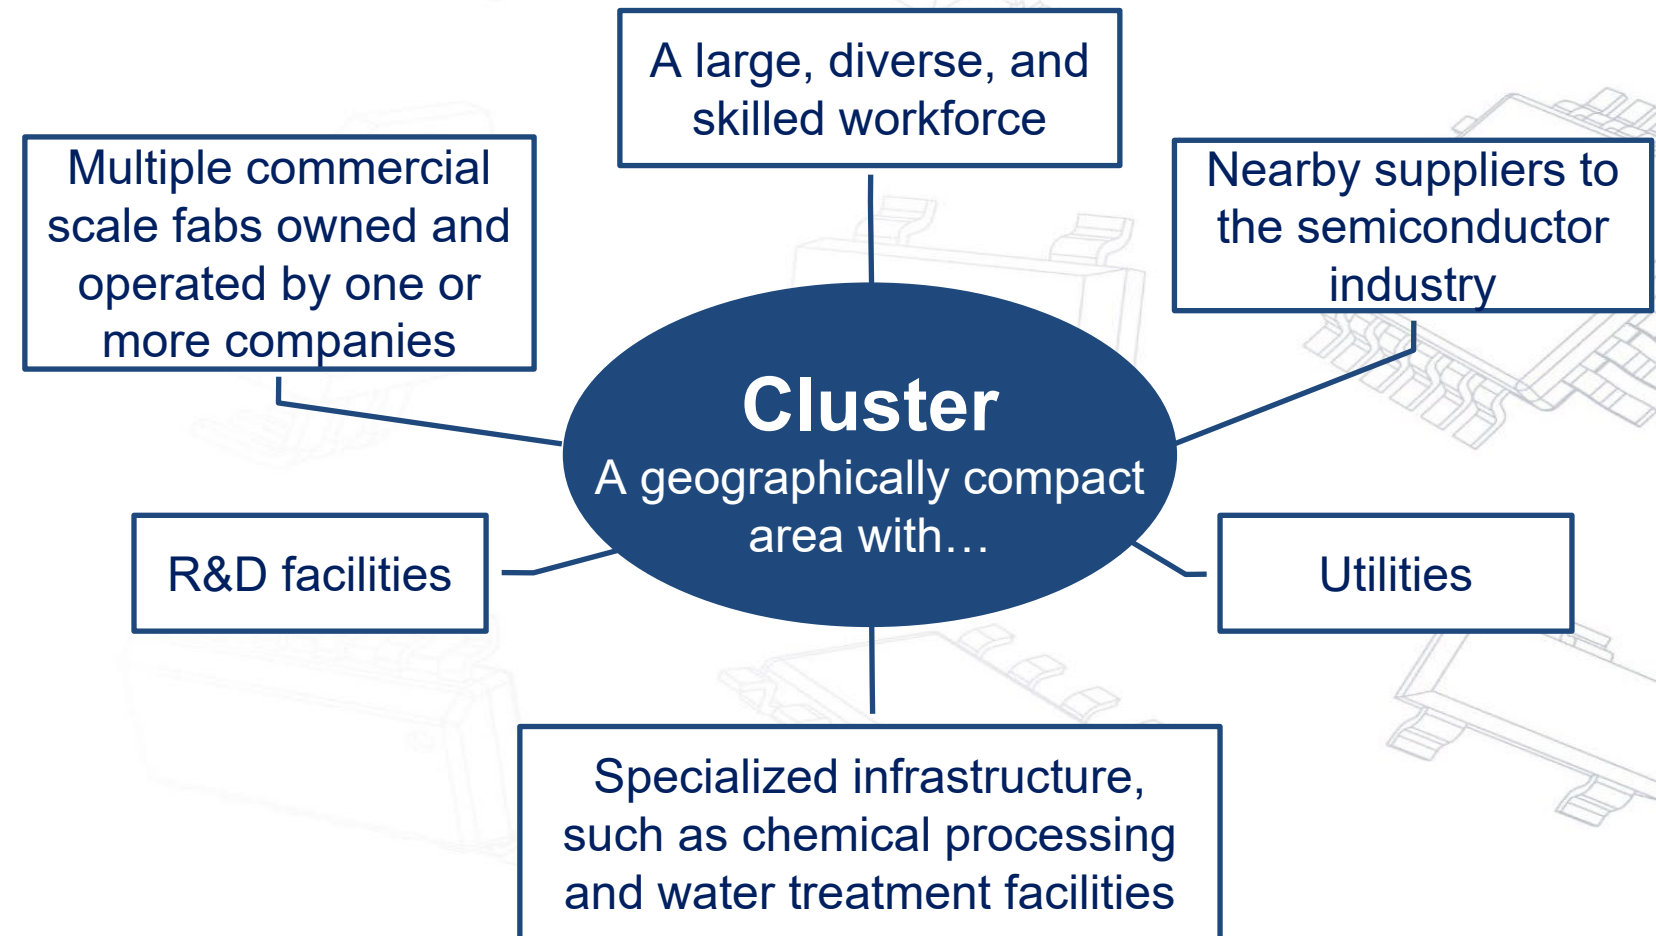 A large, diverse, and
skilled workforce
Multiple commercial
scale fabs owned and
operated by one or
more companies
Nearby suppliers to
the semiconductor
industry
Cluster
A geographically compact
area with…
R&D facilities
Utilities
Specialized infrastructure,
such as chemical processing
and water treatment facilities